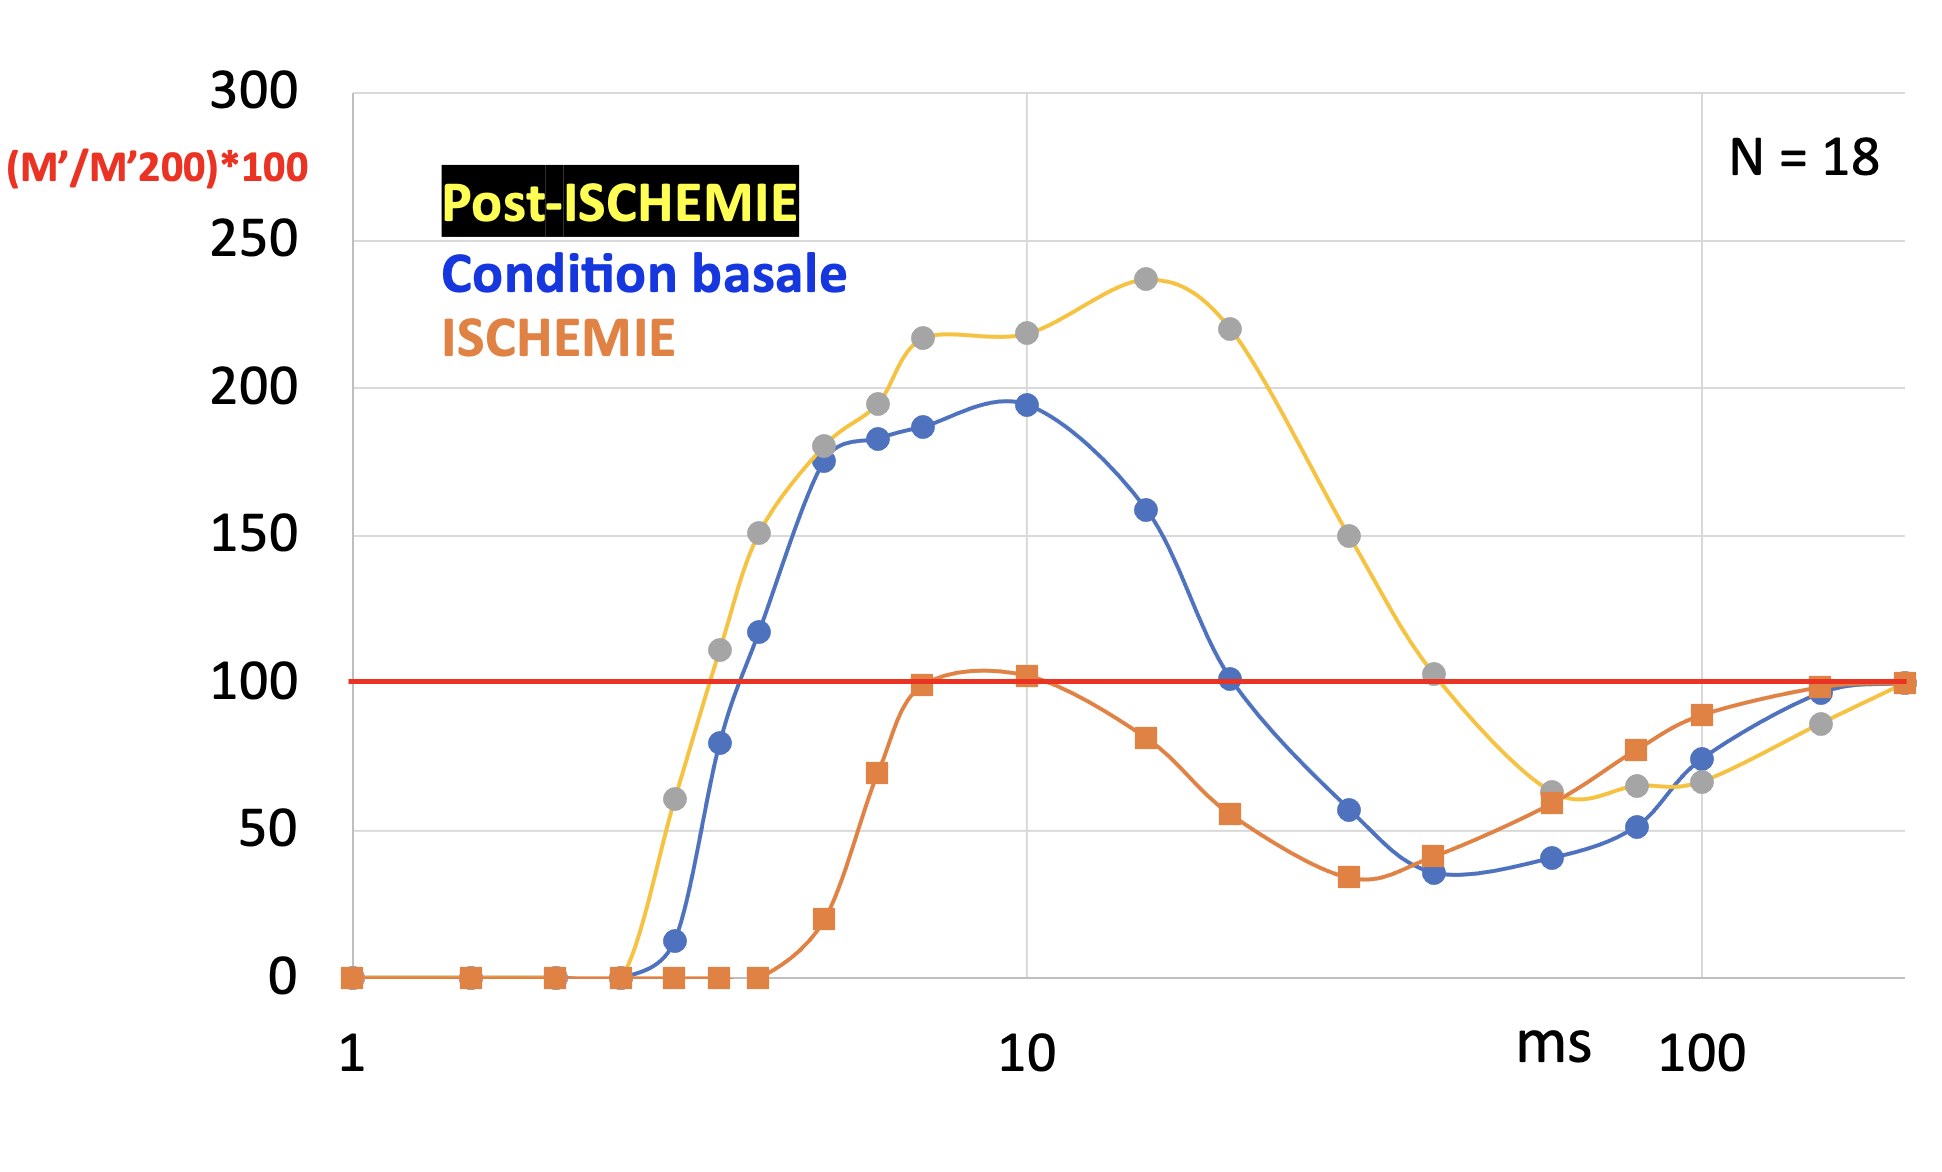 300
(M’/M’200)*100
N = 18
Post-ISCHEMIE
250
Condition basale
ISCHEMIE
200
150
100
50
0
1
10
ms
100